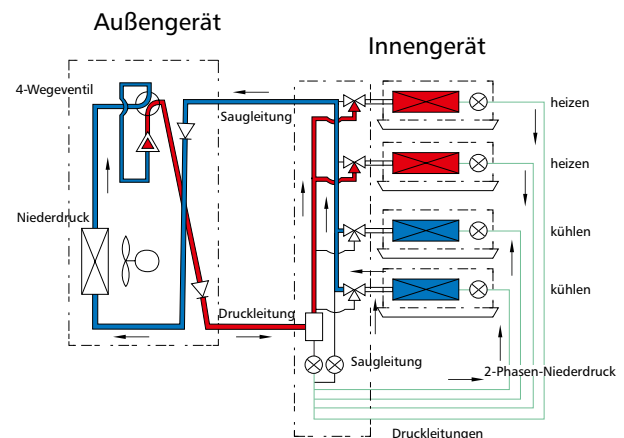 Außengerät
Innengerät
4-Wegeventil
Saugleitung
heizen
heizen
Niederdruck
kühlen
kühlen
Druckleitung
Saugleitung
2-Phasen-Niederdruck
Druckleitungen